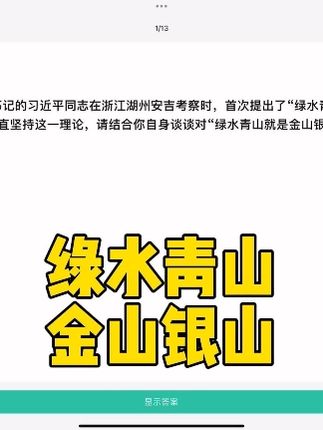 1/13
书记的习近平同志在浙江湖州安吉考察时，首次提出了“绿水青
直坚持这一理论，请结合你自身谈谈对“绿水青山就是金山银
绿水青山
金山银山
显示答案